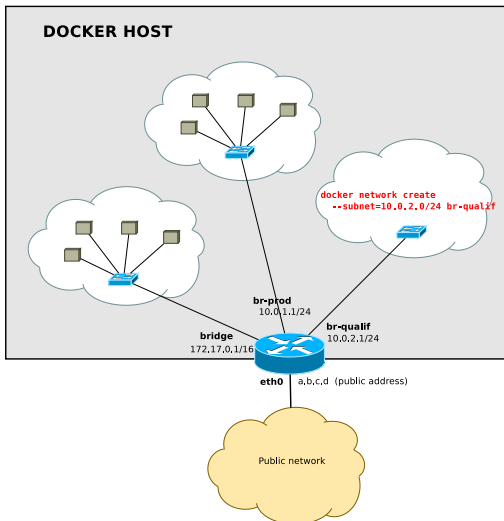 DOCKER HOST
docker network create
--subnet=10.0.2.0/24 br-qualif
br-prod
10.0.1.1/24
br-qualif
10.0.2.1/24
bridge
172.17.0.1/16
eth0 a,b,c,d (public address)
Public network